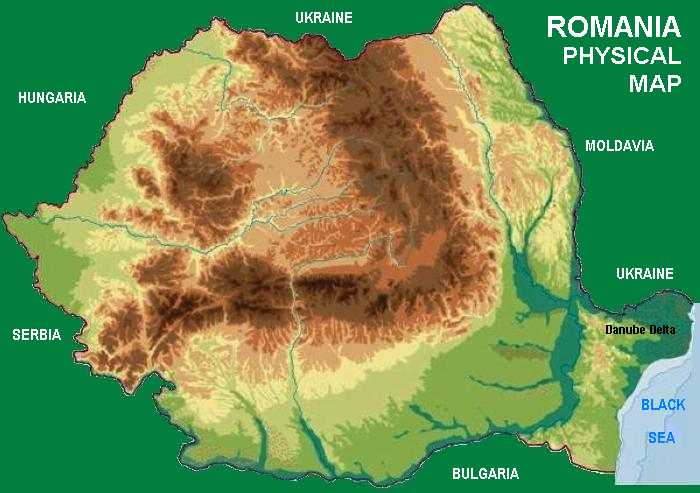 UKRAINE
ROMANIA
PHYSICAL
MAP
HUNGARIA
MOLDAVIA
UKRAINE
SERBIA
Danube Delta
BLACK
SEA
BULGARIA